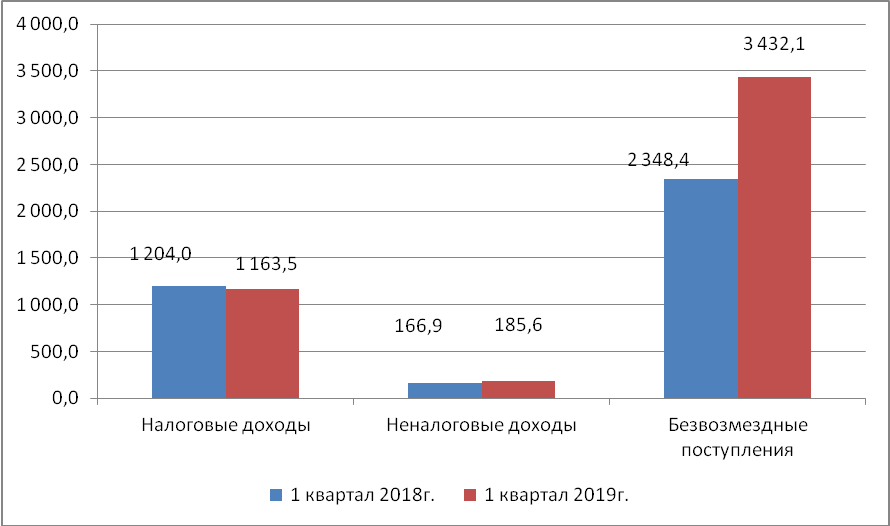 4 000,0
3 500,0
3 000,0
2 500,0
2 000,0
1 500,0
1 000,0
500,0
0,0
1 204,0
1 163,5
166,9
185,6
2 348,4
3 432,1
Налоговые доходы
Неналоговые доходы
Безвозмездные
поступления
1 квартал 2018г.
1 квартал 2019г.